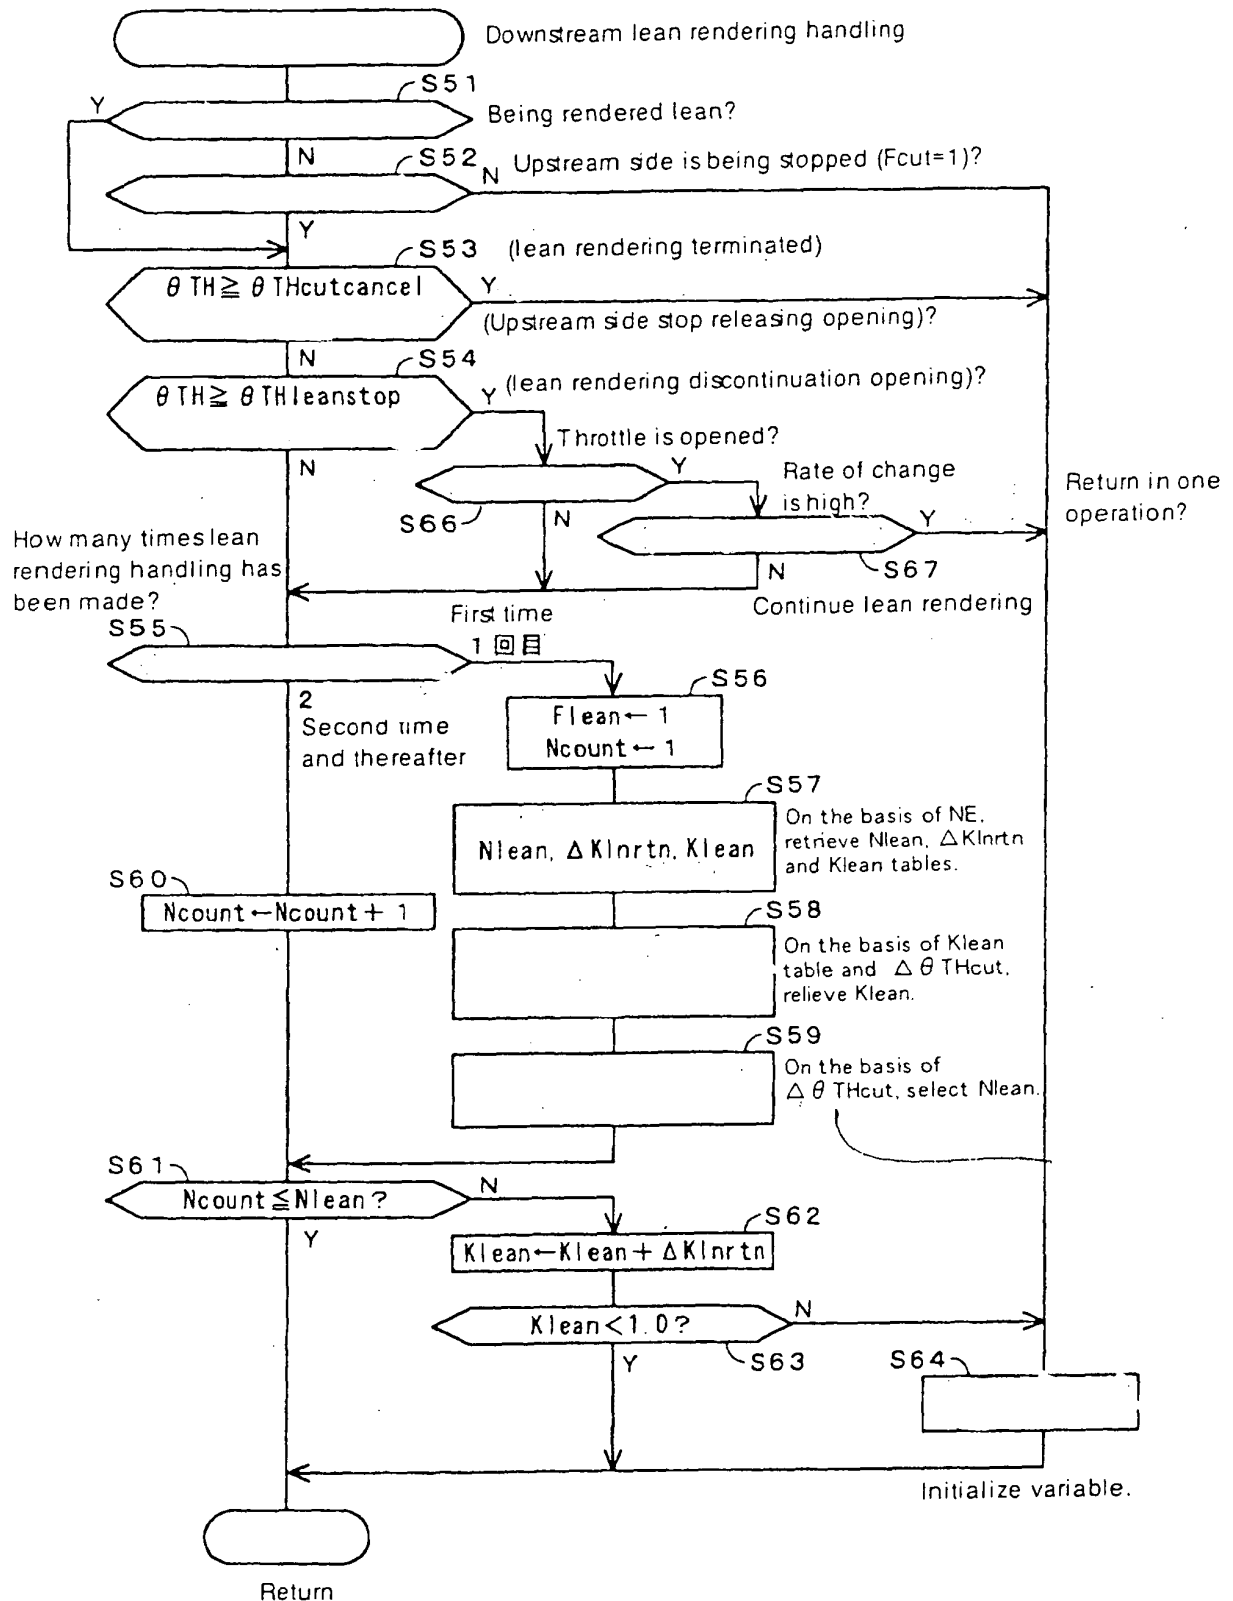 Downstream lean rendering handling
S51
Y
Being rendered lean?
N
S52
N
Upstream side is being stopped (Fcut=1)?
Y
S53
(lean rendering terminated)
θTH≧θTHcutcancel
Y
(Upstream side stop releasing opening)?
N
S54
θTH≧θTHleanstop
Y
(lean rendering discontinuation opening)?
Throttle is opened?
N
Y
Rate of change
is high?
S66
N
Y
Return in one
operation?
S67
N
Continue lean rendering
How many times lean
rendering handling has
been made?
S55
First time
1回目
2
Second time
and thereafter
S56
Flean←1
Ncount←1
S57
Nlean, ΔKlnrtn, Klean
On the basis of NE,
retrieve Nlean, ΔKlnrtn
and Klean tables.
S60
Ncount←Ncount+1
S58
On the basis of Klean
table and ΔθTHcut,
relieve Klean.
S59
On the basis of
ΔθTHcut, select Nlean.
S61
Ncount≦Nlean?
N
Y
S62
Klean←Klean+ΔKlnrtn
Klean<1.0?
N
S63
Y
S64
Initialize variable.
Return